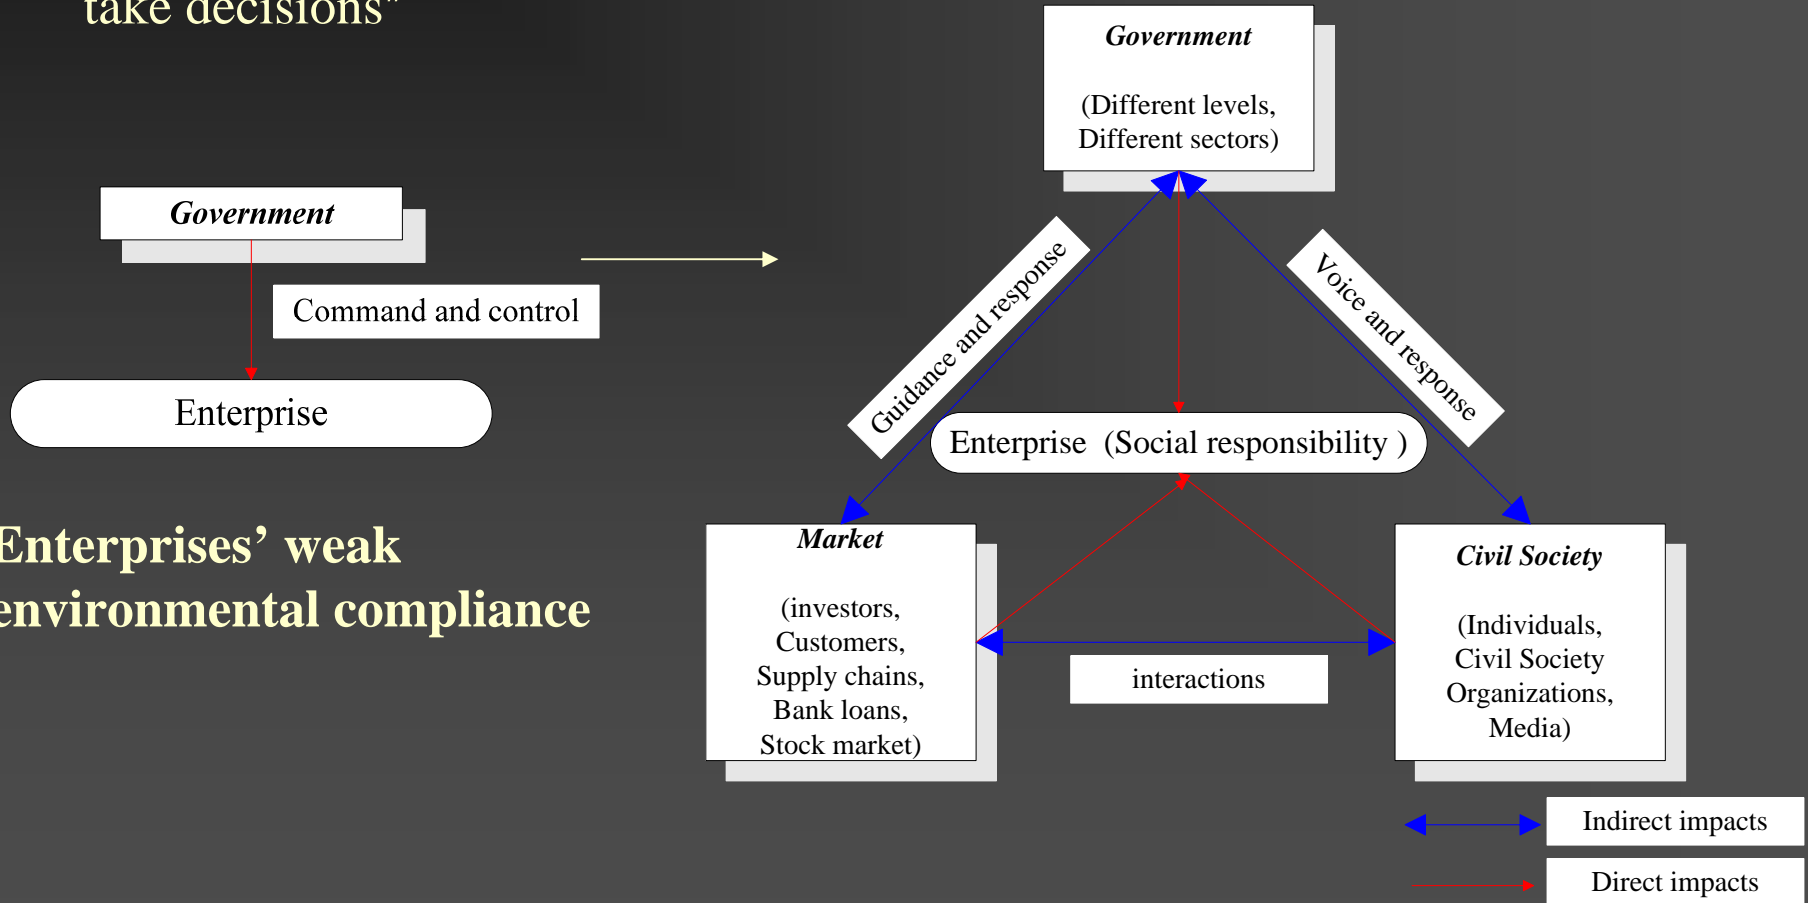 take decisions"
Government
Command and control
Enterprise
Enterprises’ weak
environmental compliance
Government
(Different levels,
Different sectors)
Guidance and response
Voice and response
Enterprise (Social responsibility )
Market
(investors,
Customers,
Supply chains,
Bank loans,
Stock market)
interactions
Civil Society
(Individuals,
Civil Society
Organizations,
Media)
Indirect impacts
Direct impacts